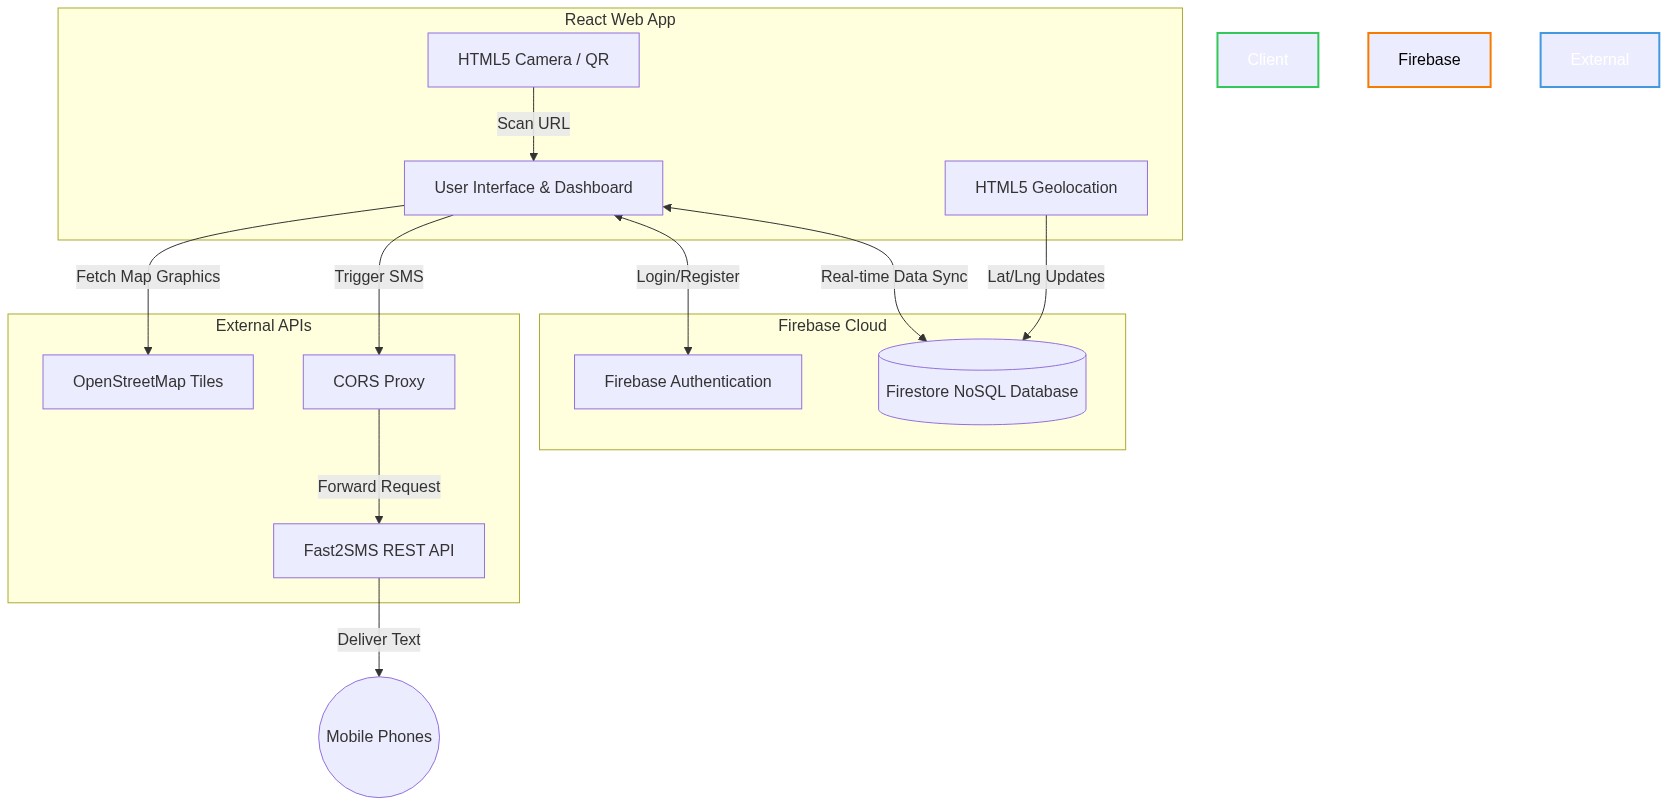 React Web App
HTML5 Camera / QR
Client
Firebase
External
Scan URL
User Interface & Dashboard
HTML5 Geolocation
Fetch Map Graphics
Trigger SMS
Login/Register
Real-time Data Sync
Lat/Lng Updates
External APIs
Firebase Cloud
OpenStreetMap Tiles
CORS Proxy
Firebase Authentication
Firestore NoSQL Database
Forward Request
Fast2SMS REST API
Deliver Text
Mobile Phones